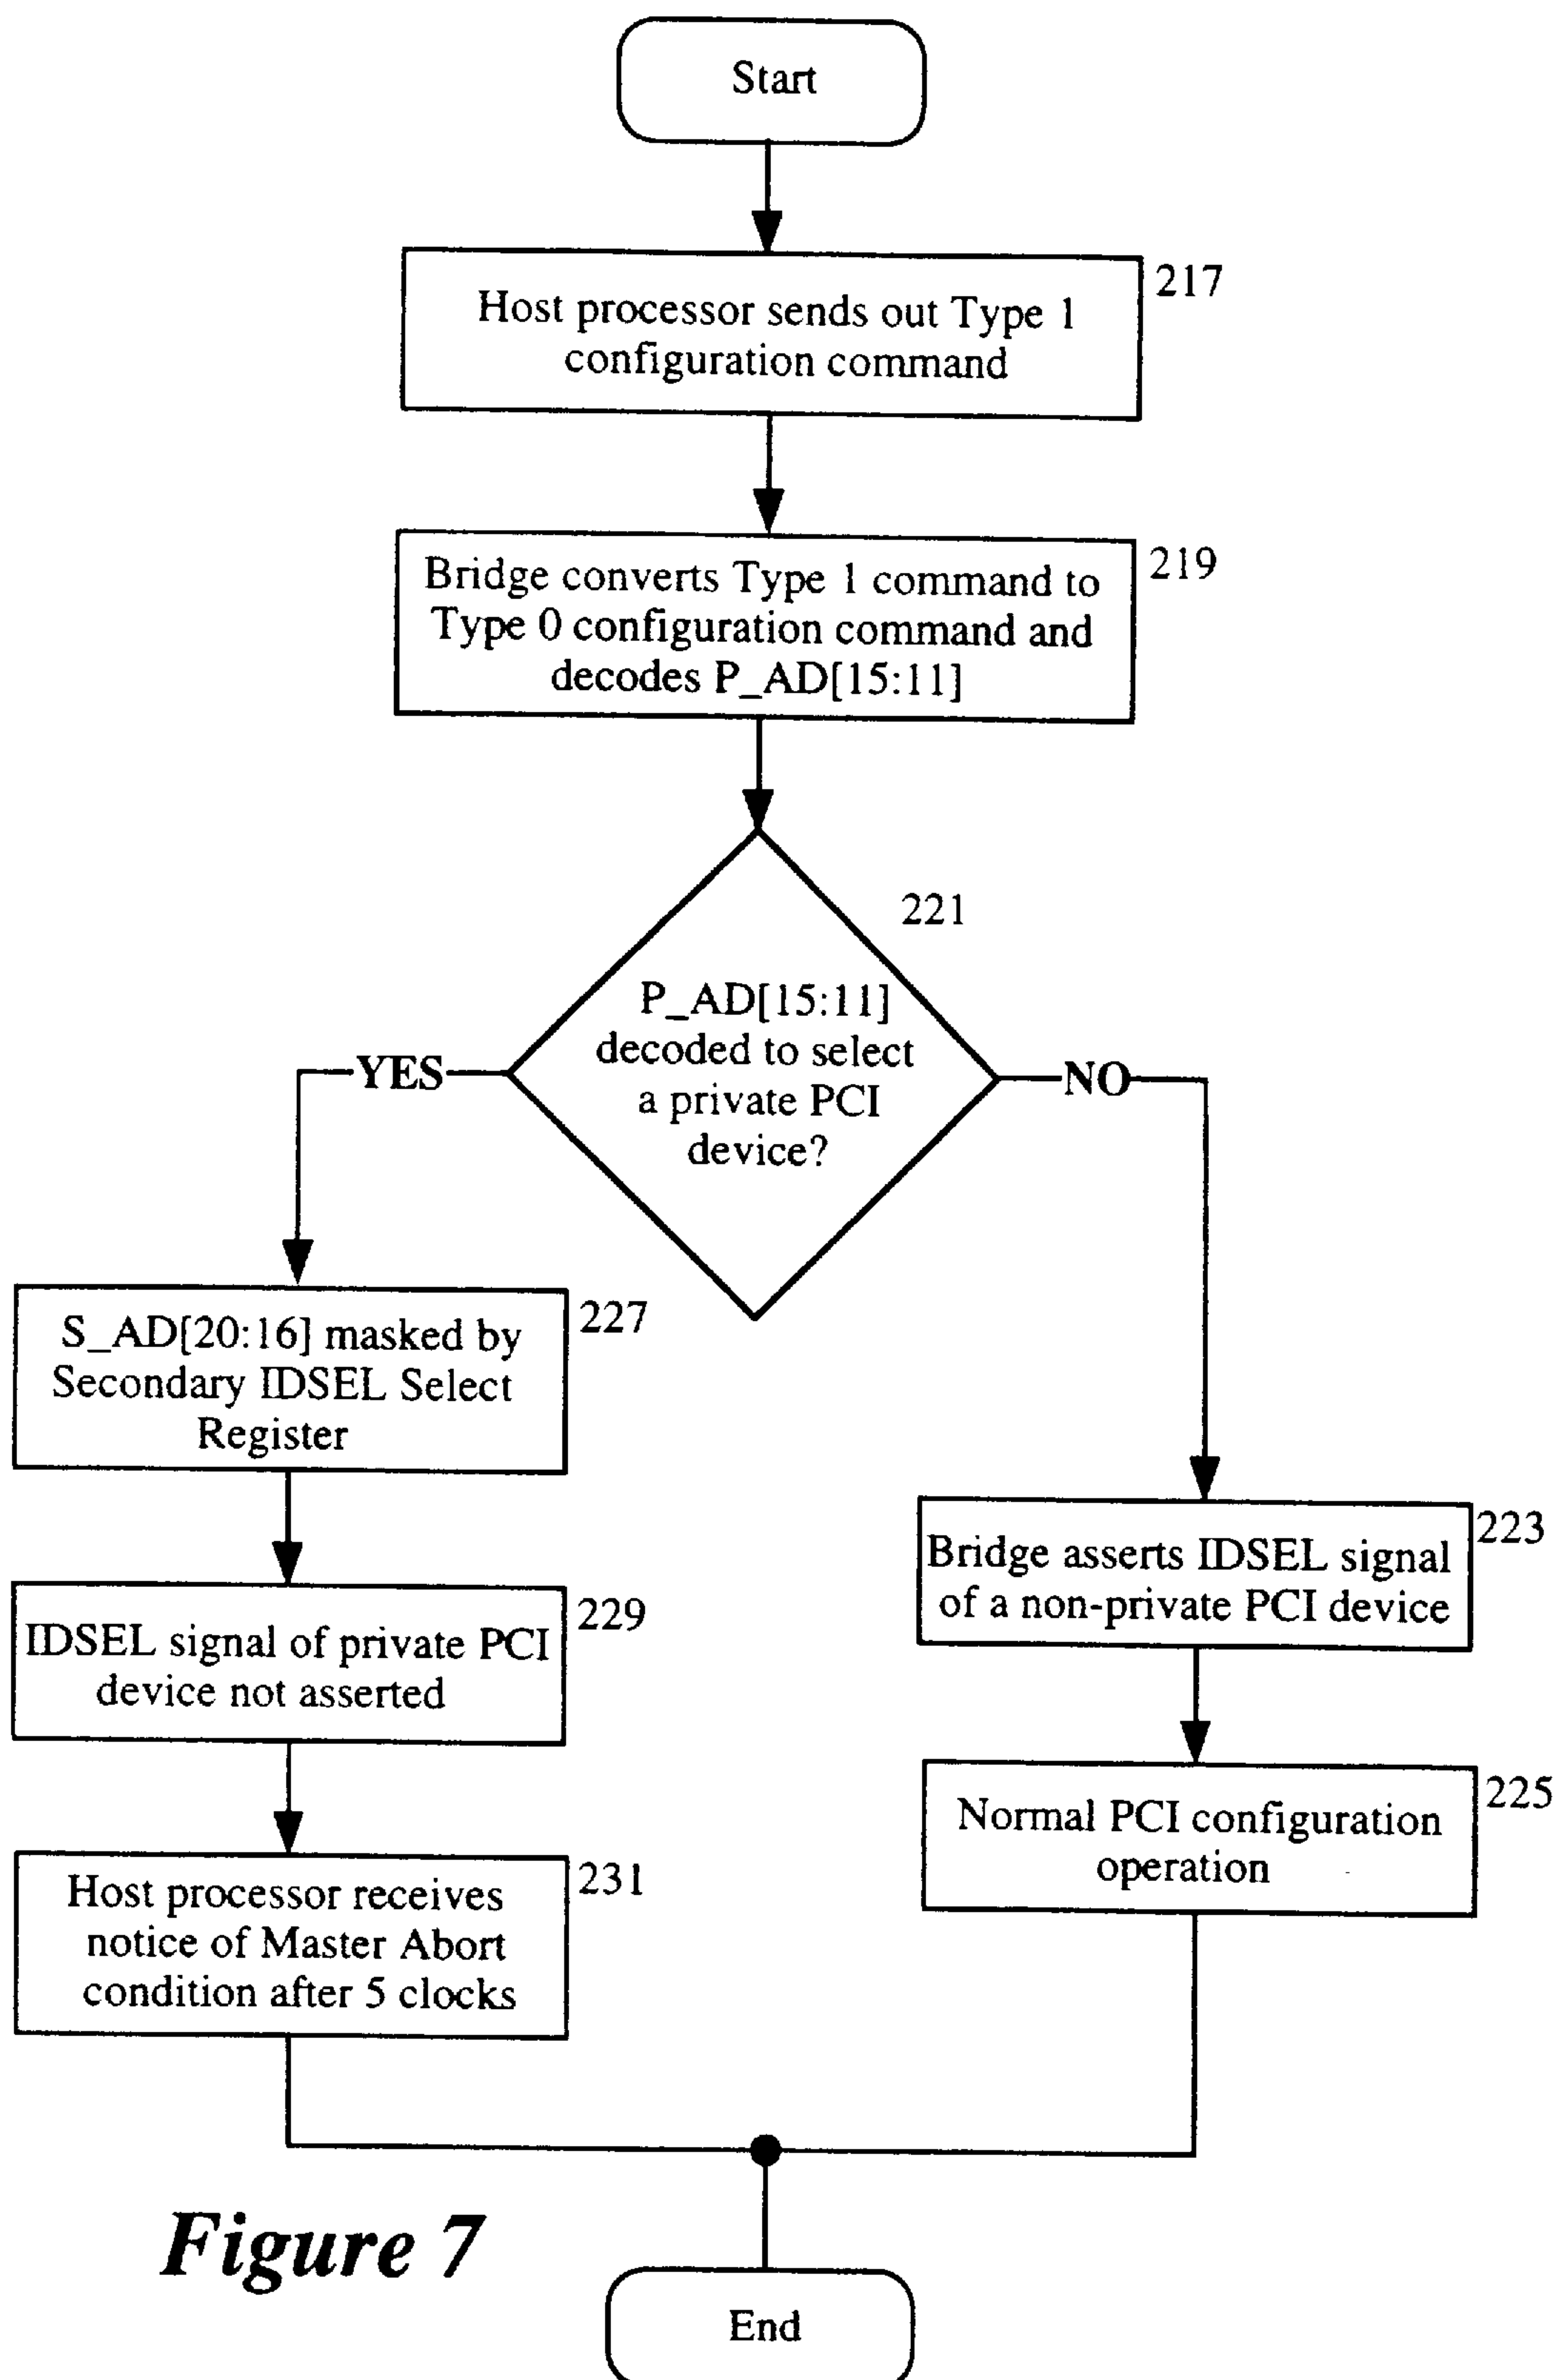 Start
217
Host processor sends out Type 1
configuration command
219
Bridge converts Type 1 command to
Type 0 configuration command and
decodes P_AD[15:11]
221
P_AD[15:11]
decoded to select
a private PCI
device?
YES
NO
227
S_AD[20:16] masked by
Secondary IDSEL Select
Register
223
Bridge asserts IDSEL signal
of a non-private PCI device
229
IDSEL signal of private PCI
device not asserted
225
Normal PCI configuration
operation
231
Host processor receives
notice of Master Abort
condition after 5 clocks
Figure 7
End